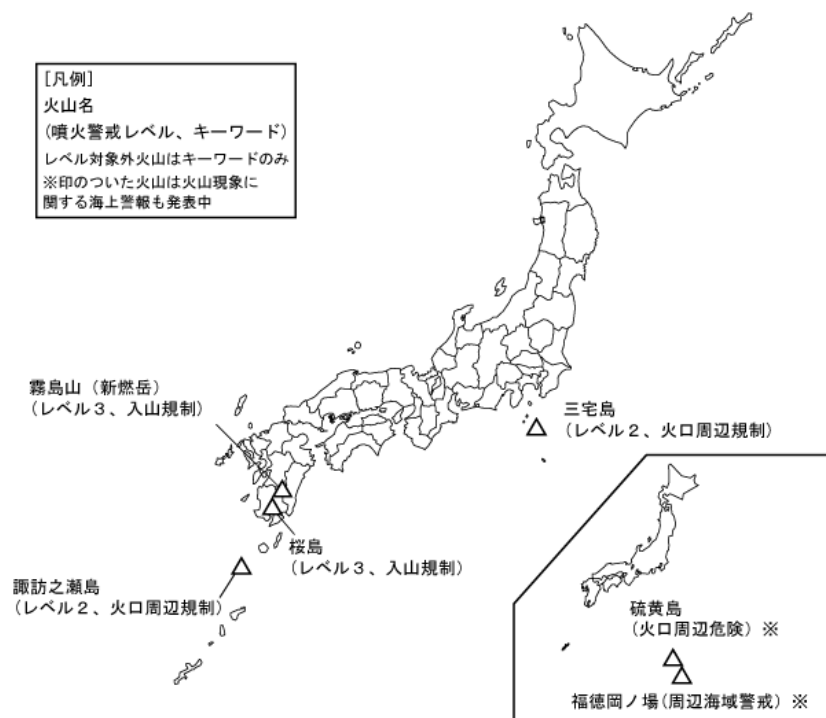 [凡例]
火山名
(噴火警戒レベル、キーワード)
レベル対象外火山はキーワードのみ
※印のついた火山は火山現象に
関する海上警報も発表中
霧島山（新燃岳）
（レベル３、入山規制）
三宅島
（レベル２、火口周辺規制）
桜島
（レベル３、入山規制）
諏訪之瀬島
（レベル２、火口周辺規制）
硫黄島
（火口周辺危険）※
福徳岡ノ場(周辺海域警戒）※